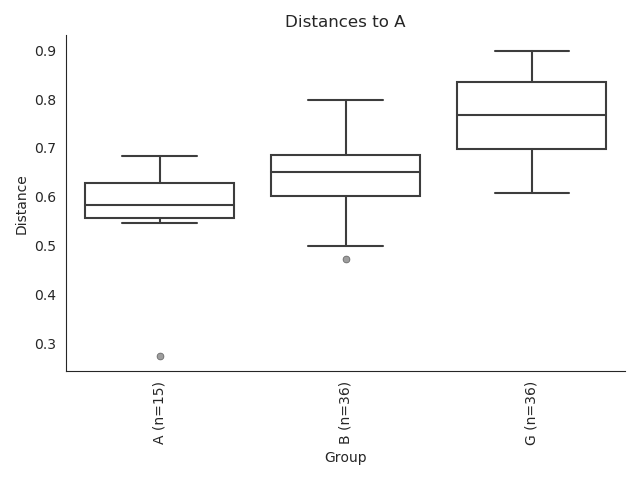 Distances to A
Distance
0.9
0.8
0.7
0.6
0.5
0.4
0.3
A (n=15)
B (n=36)
G (n=36)
Group